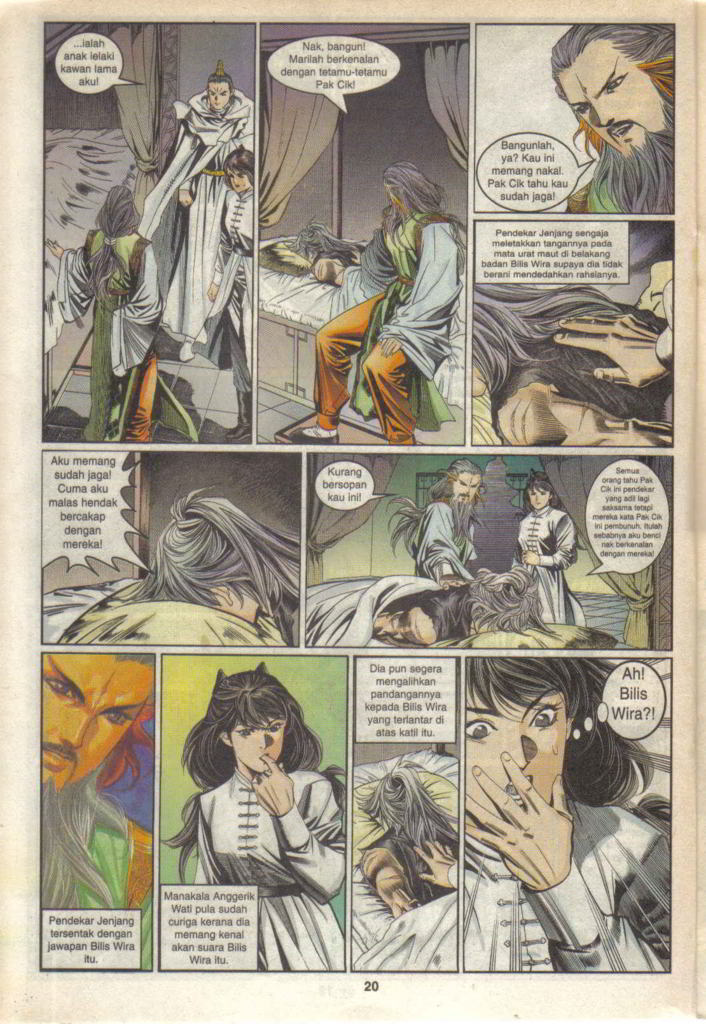 ...ialah
anak lelaki
kawan lama
aku!
Nak, bangun!
Marilah berkenalan
dengan tetamu-tetamu
Pak Cik!
Bangunlah,
ya? Kau ini
memang nakal.
Pak Cik tahu kau
sudah jaga!
Pendekar Jenjang sengaja
meletakkan tangannya pada
mata urat maut di belakang
badan Bilis Wira supaya dia tidak
berani mendedahkan rahsianya.
Aku memang
sudah jaga!
Cuma aku
malas hendak
bercakap
dengan
mereka!
Kurang
bersopan
kau ini!
Semua
orang tahu Pak
Cik ini pendekar
yang adil lagi
saksama tetapi
mereka kata Pak Cik
ini pembunuh. Itulah
sebabnya aku benci
nak berkenalan
dengan mereka!
Pendekar Jenjang
tersentak dengan
jawapan Bilis Wira
itu.
Manakala Anggerik
Wati pula sudah
curiga kerana dia
memang kenal
akan suara Bilis
Wira itu.
Dia pun segera
mengalihkan
pandangannya
kepada Bilis Wira
yang terlantar di
atas katil itu.
Ah!
Bilis
Wira?!
20